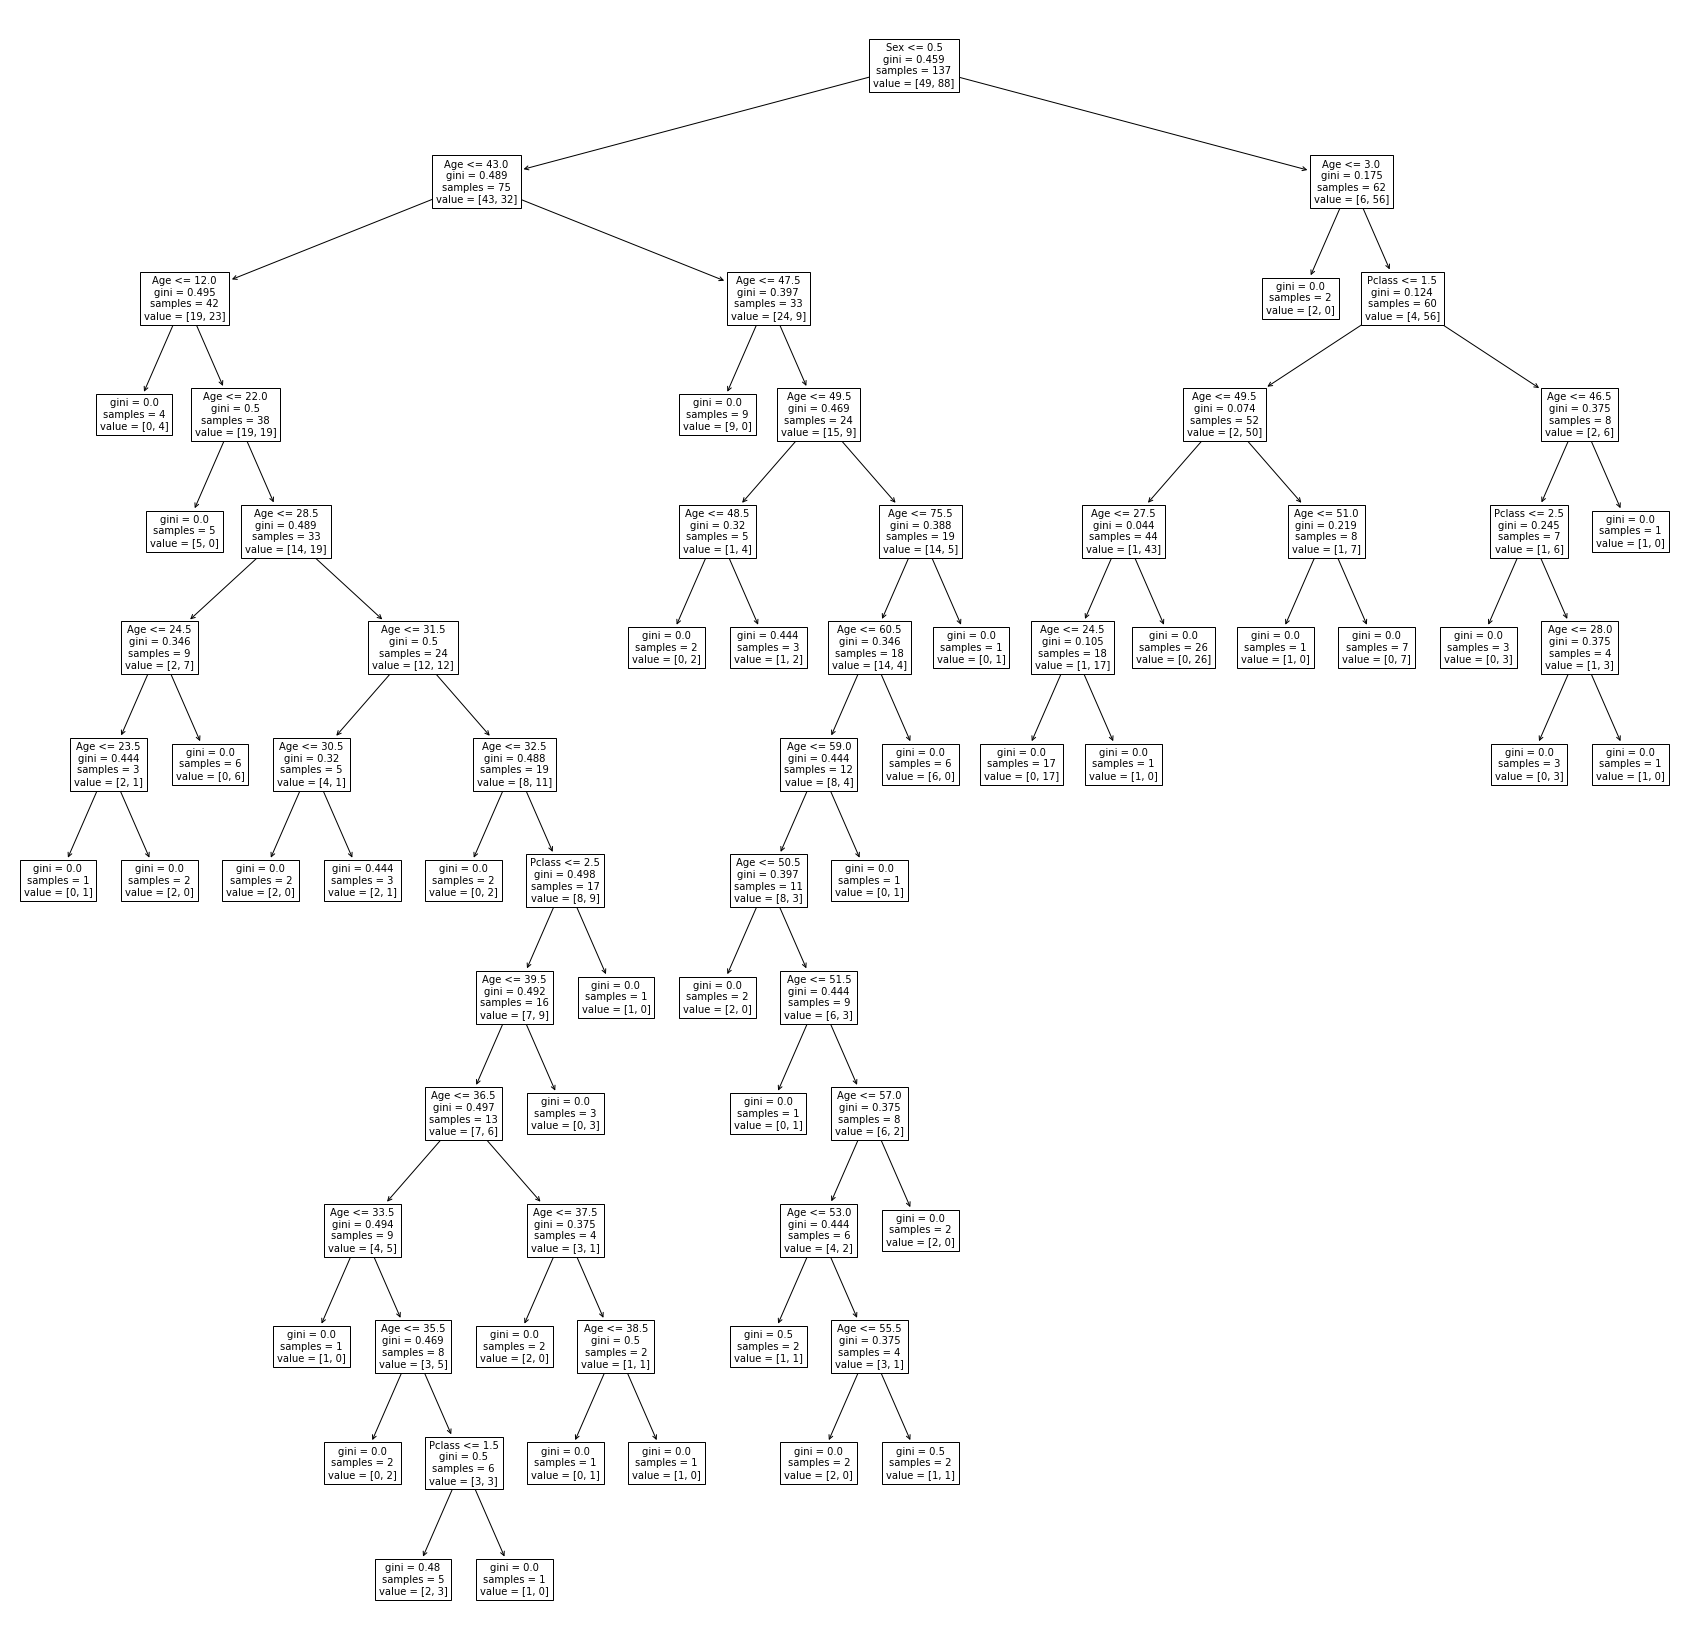 Sex <= 0.5
gini = 0.459
samples = 137
value = [49, 88]
Age <= 43.0
gini = 0.489
samples = 75
value = [43, 32]
Age <= 3.0
gini = 0.175
samples = 62
value = [6, 56]
Age <= 12.0
gini = 0.495
samples = 42
value = [19, 23]
Age <= 47.5
gini = 0.397
samples = 33
value = [24, 9]
gini = 0.0
samples = 2
value = [2, 0]
Pclass <= 1.5
gini = 0.124
samples = 60
value = [4, 56]
gini = 0.0
samples = 4
value = [0, 4]
Age <= 22.0
gini = 0.5
samples = 38
value = [19, 19]
gini = 0.0
samples = 9
value = [9, 0]
Age <= 49.5
gini = 0.469
samples = 24
value = [15, 9]
Age <= 49.5
gini = 0.074
samples = 52
value = [2, 50]
Age <= 46.5
gini = 0.375
samples = 8
value = [2, 6]
gini = 0.0
samples = 5
value = [5, 0]
Age <= 28.5
gini = 0.489
samples = 33
value = [14, 19]
Age <= 48.5
gini = 0.32
samples = 5
value = [1, 4]
Age <= 75.5
gini = 0.388
samples = 19
value = [14, 5]
Age <= 27.5
gini = 0.044
samples = 44
value = [1, 43]
Age <= 51.0
gini = 0.219
samples = 8
value = [1, 7]
Pclass <= 2.5
gini = 0.245
samples = 7
value = [1, 6]
gini = 0.0
samples = 1
value = [1, 0]
Age <= 24.5
gini = 0.346
samples = 9
value = [2, 7]
Age <= 31.5
gini = 0.5
samples = 24
value = [12, 12]
gini = 0.0
samples = 2
value = [0, 2]
gini = 0.444
samples = 3
value = [1, 2]
Age <= 60.5
gini = 0.346
samples = 18
value = [14, 4]
gini = 0.0
samples = 1
value = [0, 1]
Age <= 24.5
gini = 0.105
samples = 18
value = [1, 17]
gini = 0.0
samples = 26
value = [0, 26]
gini = 0.0
samples = 1
value = [1, 0]
gini = 0.0
samples = 7
value = [0, 7]
gini = 0.0
samples = 3
value = [0, 3]
Age <= 28.0
gini = 0.375
samples = 4
value = [1, 3]
Age <= 23.5
gini = 0.444
samples = 3
value = [2, 1]
gini = 0.0
samples = 6
value = [0, 6]
Age <= 30.5
gini = 0.32
samples = 5
value = [4, 1]
Age <= 32.5
gini = 0.488
samples = 19
value = [8, 11]
Age <= 59.0
gini = 0.444
samples = 12
value = [8, 4]
gini = 0.0
samples = 6
value = [6, 0]
gini = 0.0
samples = 17
value = [0, 17]
gini = 0.0
samples = 1
value = [1, 0]
gini = 0.0
samples = 3
value = [0, 3]
gini = 0.0
samples = 1
value = [1, 0]
gini = 0.0
samples = 1
value = [0, 1]
gini = 0.0
samples = 2
value = [2, 0]
gini = 0.0
samples = 2
value = [2, 0]
gini = 0.444
samples = 3
value = [2, 1]
gini = 0.0
samples = 2
value = [0, 2]
Pclass <= 2.5
gini = 0.498
samples = 17
value = [8, 9]
Age <= 50.5
gini = 0.397
samples = 11
value = [8, 3]
gini = 0.0
samples = 1
value = [0, 1]
Age <= 39.5
gini = 0.492
samples = 16
value = [7, 9]
gini = 0.0
samples = 1
value = [1, 0]
gini = 0.0
samples = 2
value = [2, 0]
Age <= 51.5
gini = 0.444
samples = 9
value = [6, 3]
Age <= 36.5
gini = 0.497
samples = 13
value = [7, 6]
gini = 0.0
samples = 3
value = [0, 3]
gini = 0.0
samples = 1
value = [0, 1]
Age <= 57.0
gini = 0.375
samples = 8
value = [6, 2]
Age <= 33.5
gini = 0.494
samples = 9
value = [4, 5]
Age <= 37.5
gini = 0.375
samples = 4
value = [3, 1]
Age <= 53.0
gini = 0.444
samples = 6
value = [4, 2]
gini = 0.0
samples = 2
value = [2, 0]
gini = 0.0
samples = 1
value = [1, 0]
Age <= 35.5
gini = 0.469
samples = 8
value = [3, 5]
gini = 0.0
samples = 2
value = [2, 0]
Age <= 38.5
gini = 0.5
samples = 2
value = [1, 1]
gini = 0.5
samples = 2
value = [1, 1]
Age <= 55.5
gini = 0.375
samples = 4
value = [3, 1]
gini = 0.0
samples = 2
value = [0, 2]
Pclass <= 1.5
gini = 0.5
samples = 6
value = [3, 3]
gini = 0.0
samples = 1
value = [0, 1]
gini = 0.0
samples = 1
value = [1, 0]
gini = 0.0
samples = 2
value = [2, 0]
gini = 0.5
samples = 2
value = [1, 1]
gini = 0.48
samples = 5
value = [2, 3]
gini = 0.0
samples = 1
value = [1, 0]